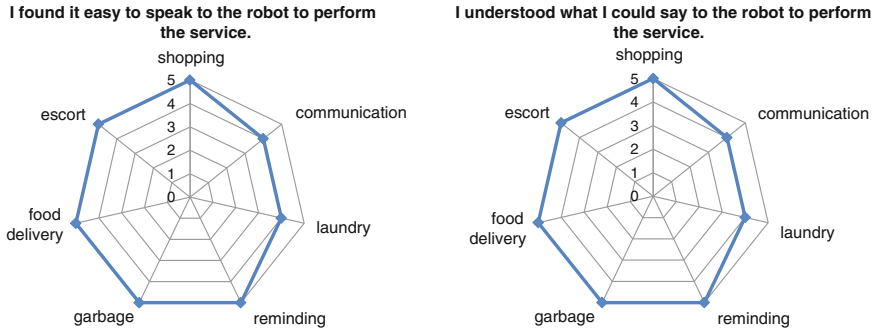 I found it easy to speak to the robot to perform
the service.
shopping
5
4
3
2
1
0
communication
laundry
reminding
garbage
food
delivery
escort
I understood what I could say to the robot to perform
the service.
shopping
5
4
3
2
1
0
communication
laundry
reminding
garbage
food
delivery
escort